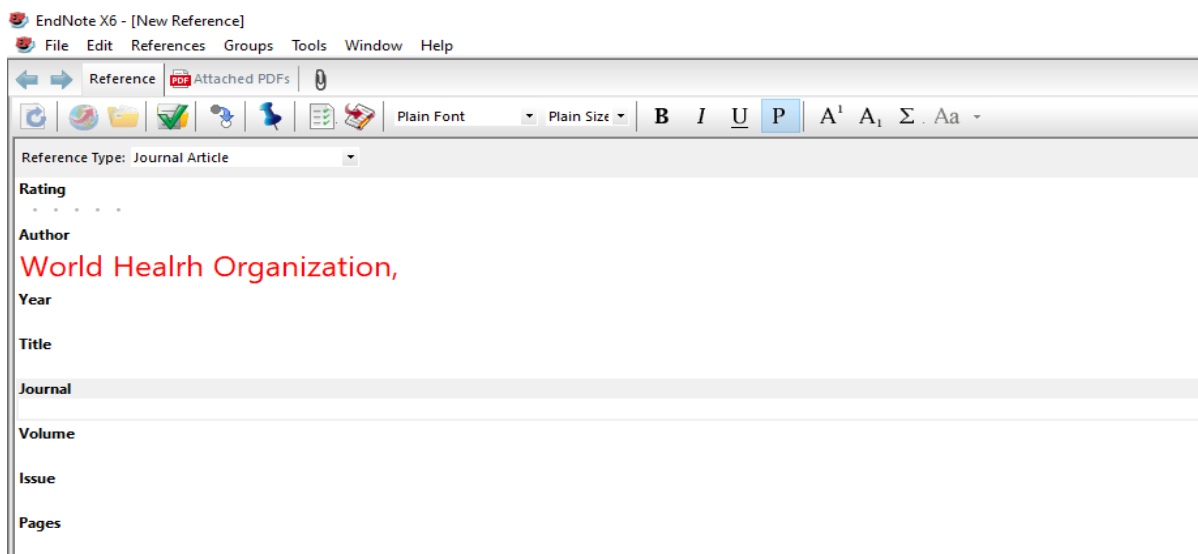 EndNote X6 - [New Reference]
File Edit References Groups Tools Window Help
Reference PDF Attached PDFs
Plain Font Plain Size B I U P A¹ A₁ Σ Aa
Reference Type: Journal Article
Rating
Author
World Healrh Organization,
Year
Title
Journal
Volume
Issue
Pages